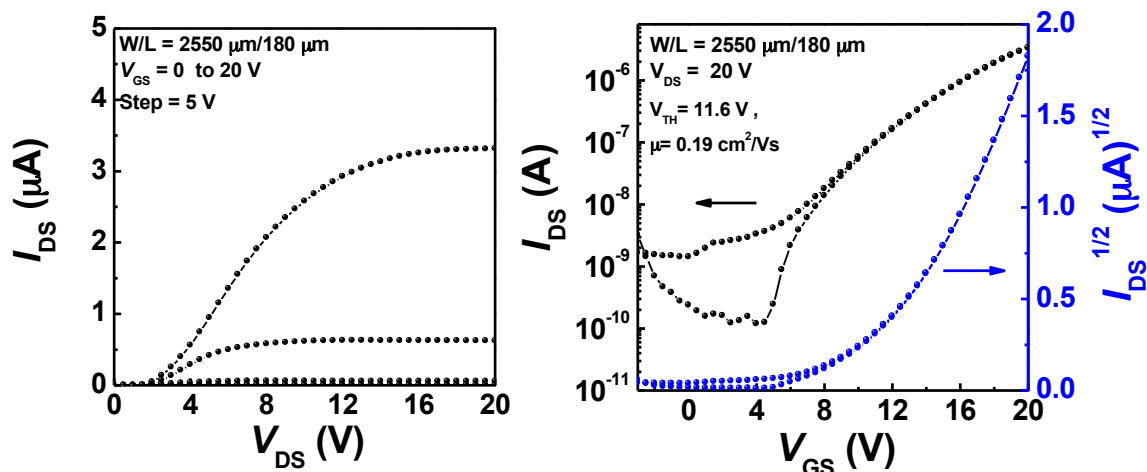 W/L = 2550 μm/180 μm
V_GS = 0 to 20 V
Step = 5 V
5
4
3
2
1
0
I_DS (μA)
0 4 8 12 16 20
V_DS (V)
W/L = 2550 μm/180 μm
V_DS = 20 V
V_TH = 11.6 V ,
μ= 0.19 cm²/Vs
10⁻⁶
10⁻⁷
10⁻⁸
10⁻⁹
10⁻¹⁰
10⁻¹¹
I_DS (A)
0 4 8 12 16 20
V_GS (V)
2.0
1.5
1.0
0.5
0.0
I_DS^1/2 (μA)^1/2